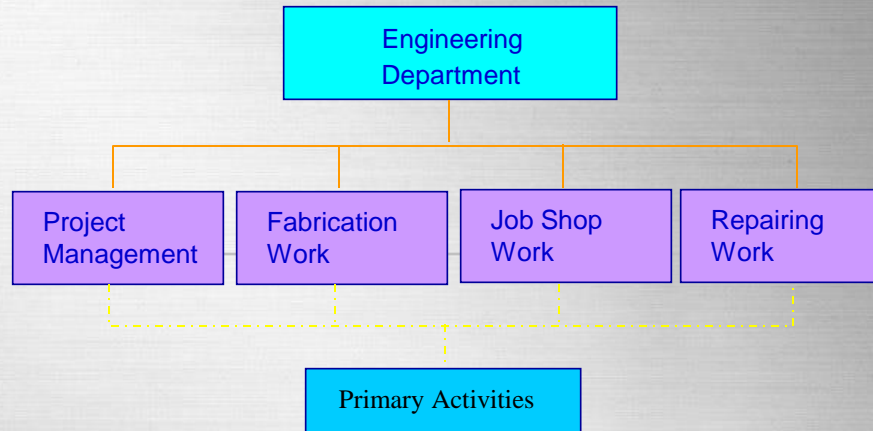 Engineering
Department
Project
Management
Fabrication
Work
Job Shop
Work
Repairing
Work
Primary Activities